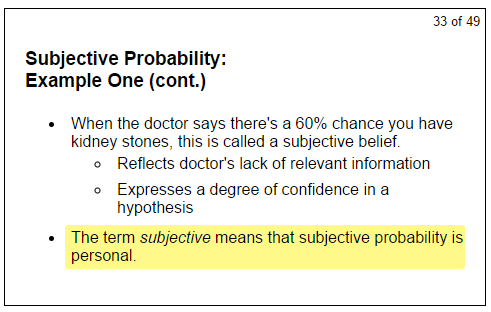 33 of 49
Subjective Probability:
Example One (cont.)
• When the doctor says there's a 60% chance you have
kidney stones, this is called a subjective belief.
○ Reflects doctor's lack of relevant information
○ Expresses a degree of confidence in a
hypothesis
• The term subjective means that subjective probability is
personal.